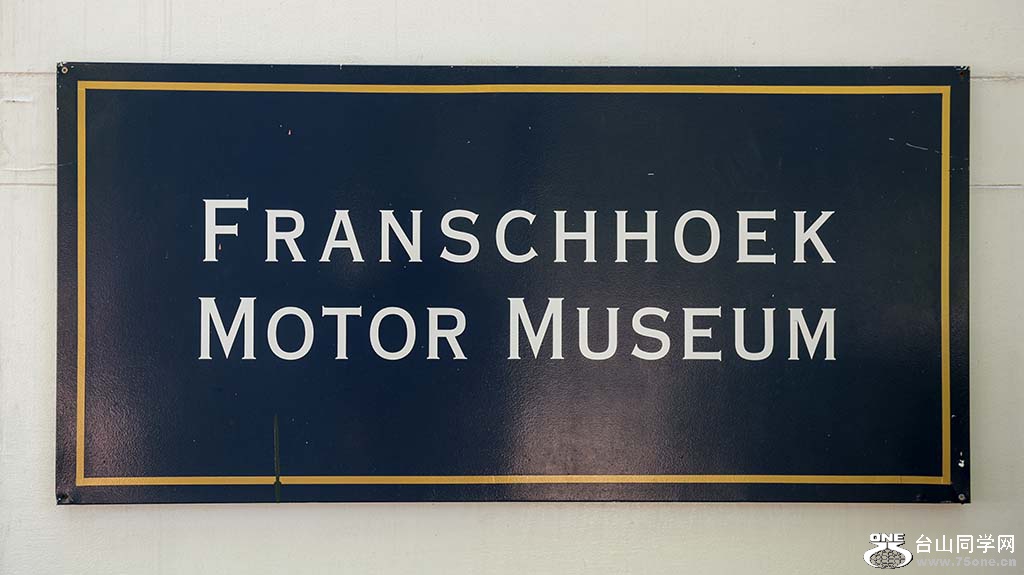 FRANSCHHOEK
MOTOR MUSEUM
ONE
台山同学网
www.75one.cn